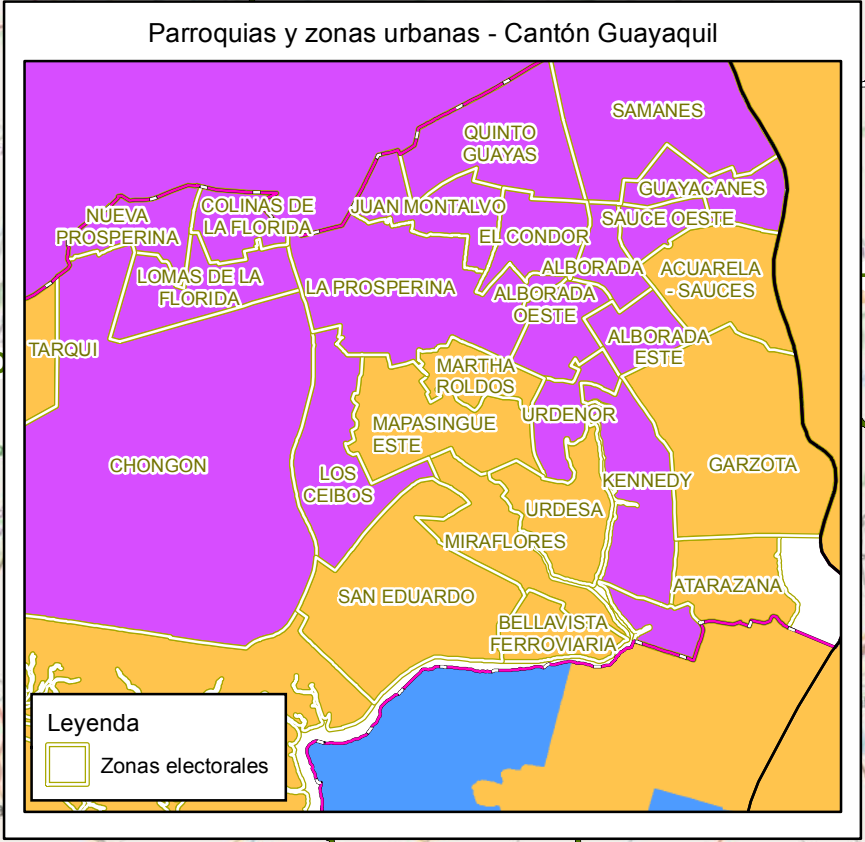 Parroquias y zonas urbanas - Cantón Guayaquil
SAMANES
QUINTO
GUAYAS
GUAYACANES
COLINAS DE
LA FLORIDA
JUAN MONTALVO
NUEVA
PROSPERINA
SAUCE OESTE
EL CONDOR
ALBORADA
ACUARELA
- SAUCES
LOMAS DE LA
FLORIDA
LA PROSPERINA
ALBORADA
OESTE
TARQUI
ALBORADA
ESTE
MARTHA
ROLDOS
MAPASINGUE
ESTE
URDENOR
CHONGON
LOS
CEIBOS
KENNEDY
GARZOTA
URDESA
MIRAFLORES
SAN EDUARDO
ATARAZANA
BELLAVISTA
FERROVIARIA
Leyenda
Zonas electorales